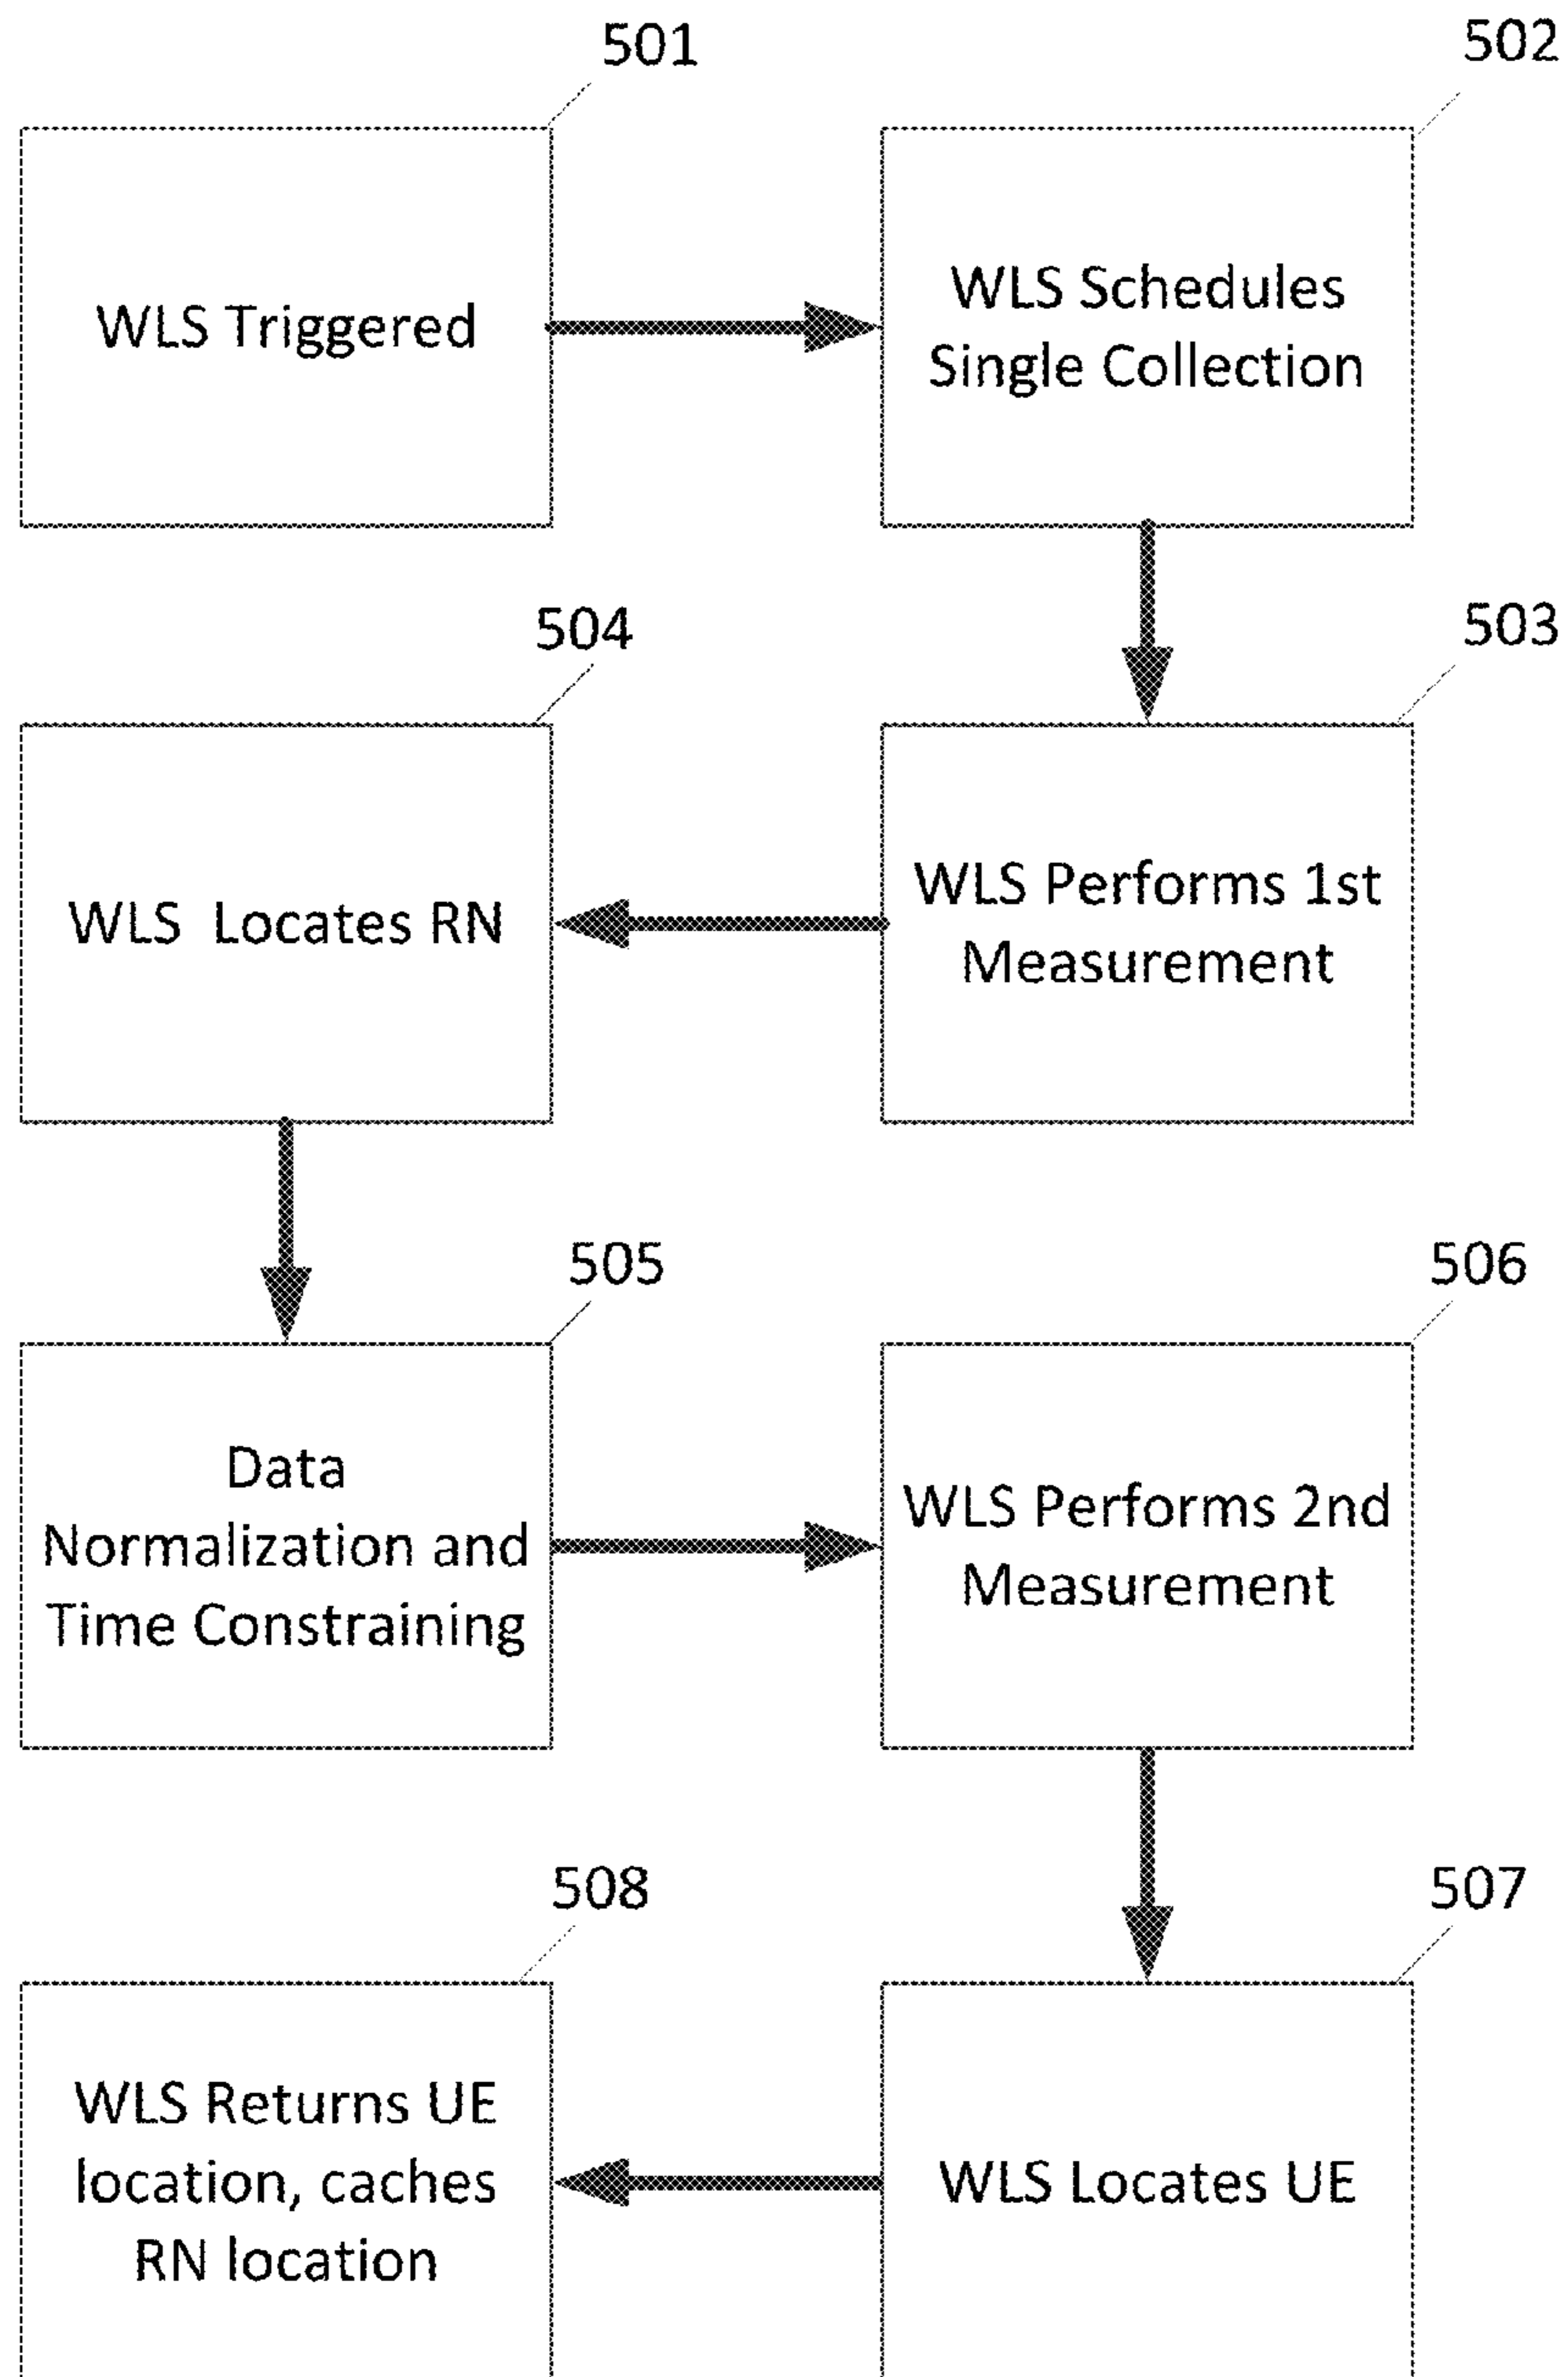 501
WLS Triggered
502
WLS Schedules
Single Collection
503
WLS Performs 1st
Measurement
504
WLS Locates RN
505
Data
Normalization and
Time Constraining
506
WLS Performs 2nd
Measurement
507
WLS Locates UE
508
WLS Returns UE
location, caches
RN location